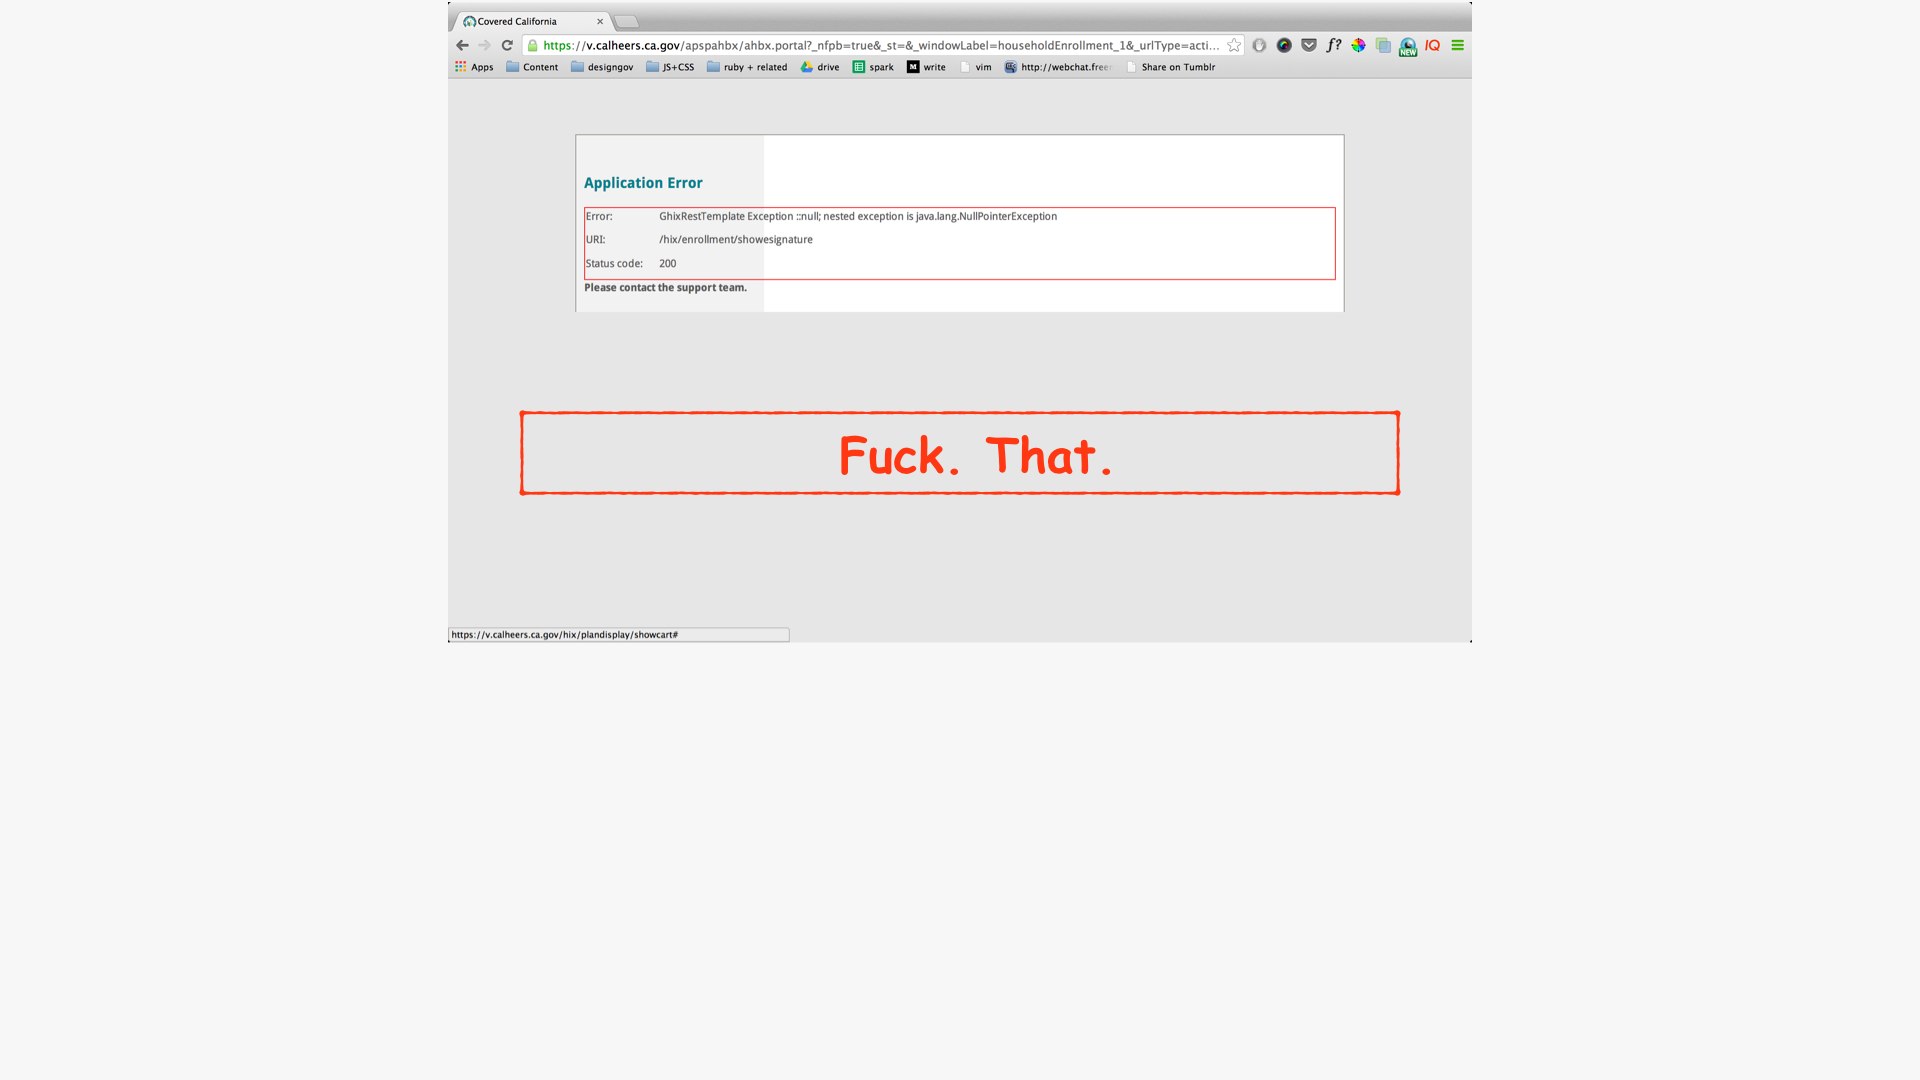 Covered California
https://v.calheers.ca.gov/apspahbx/ahbx.portal?_nfpb=true&_st=&_windowLabel=householdEnrollment_1&_urlType=acti...
f?
NEW
IQ
Apps
Content
designgov
JS+CSS
ruby + related
drive
spark
M
write
vim
http://webchat.free
Share on Tumblr
Application Error
Error: GhixRestTemplate Exception ::null; nested exception is java.lang.NullPointerException
URI: /hix/enrollment/showesignature
Status code: 200
Please contact the support team.
Fuck. That.
https://v.calheers.ca.gov/hix/plandisplay/showcart#